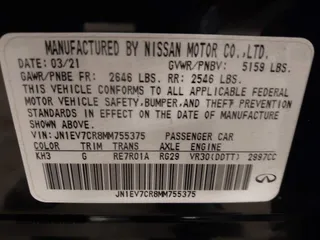 MANUFACTURED BY NISSAN MOTOR CO.,LTD.
DATE: 03/21 GVWR/PNBV: 5159 LBS.
GAWR/PNBE FR: 2646 LBS. RR: 2546 LBS.
THIS VEHICLE CONFORMS TO ALL APPLICABLE FEDERAL
MOTOR VEHICLE SAFETY,BUMPER,AND THEFT PREVENTION
STANDARDS IN EFFECT ON THE DATE OF
MANUFACTURE SHOWN ABOVE.
VIN: JN1EV7CR8MM755375 PASSENGER CAR
COLOR TRIM TRANS AXLE ENGINE
KH3 G RE7R01A RG29 VR30(DDTT) 2997CC
JN1EV7CR8MM755375